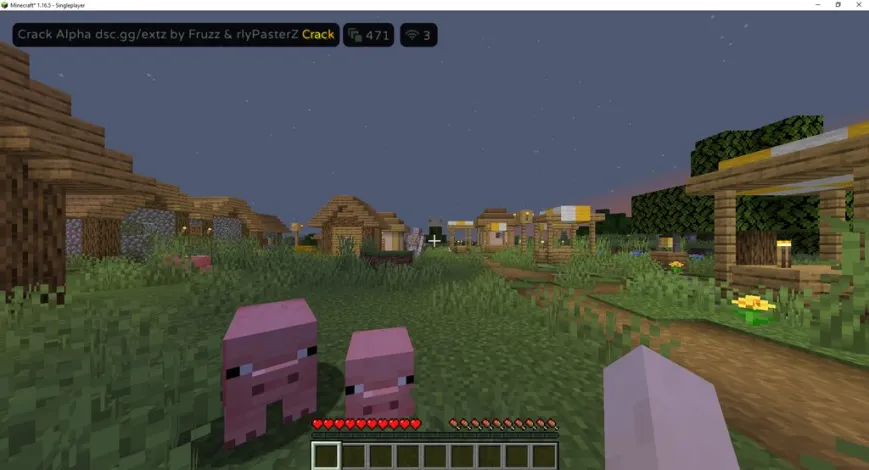 Minecraft* 1.16.5 - Singleplayer
Crack Alpha dsc.gg/extz by Fruzz & rlyPasterZ Crack
471
3